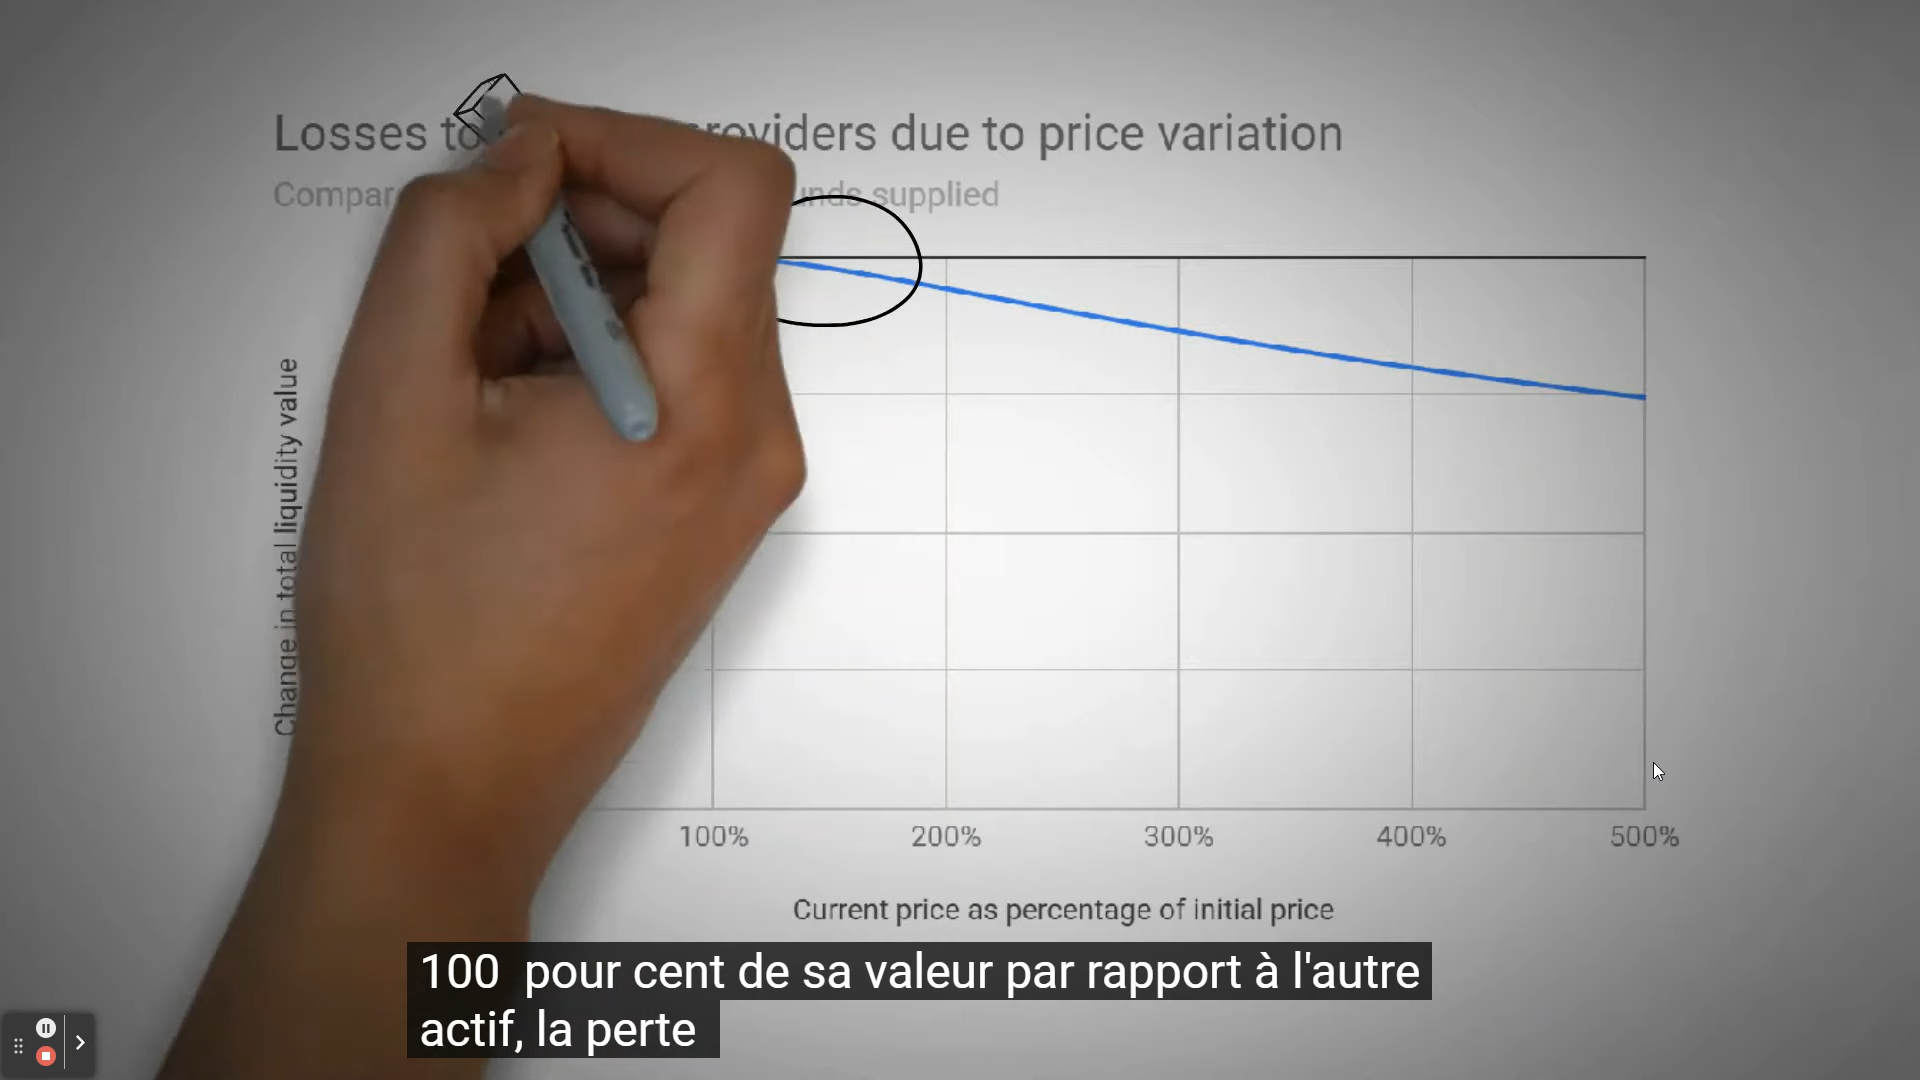 Losses to providers due to price variation
supplied
Change in total liquidity value
100% 200% 300% 400% 500%
Current price as percentage of initial price
100 pour cent de sa valeur par rapport à l'autre
actif, la perte